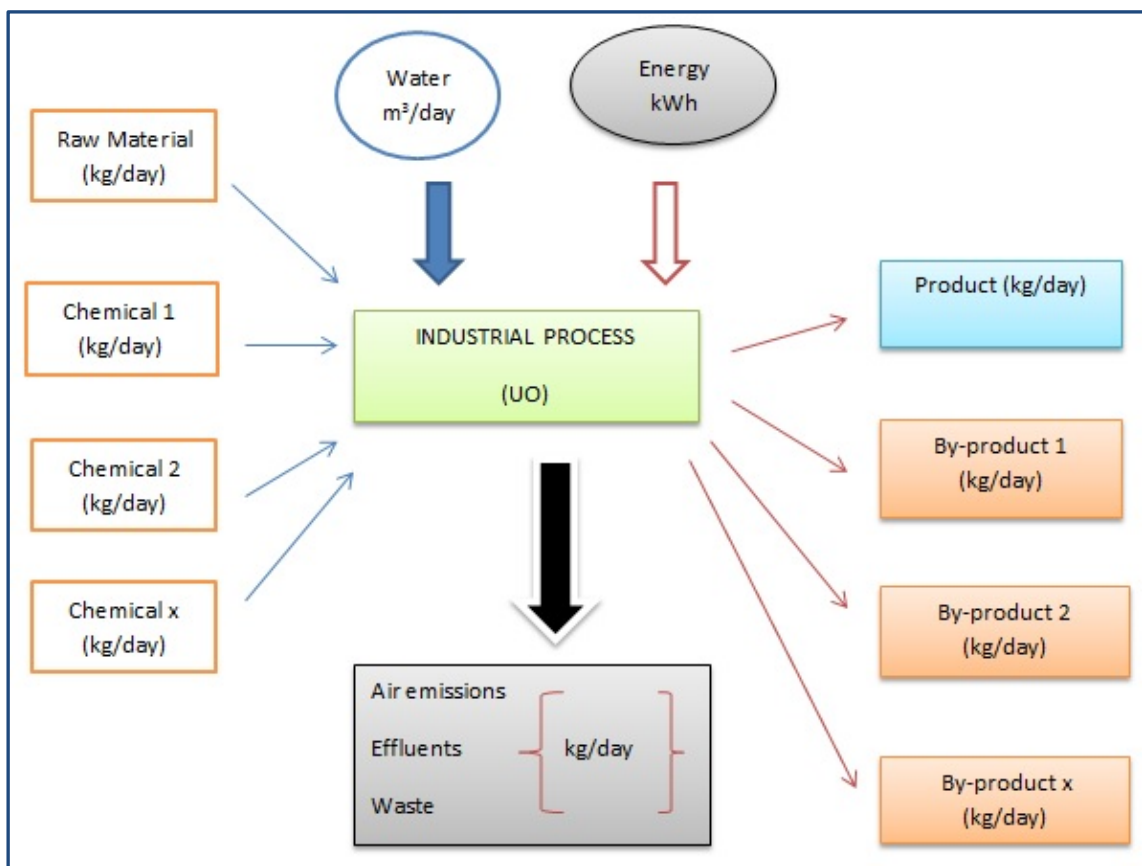 Water
m³/day
Energy
kWh
Raw Material
(kg/day)
Chemical 1
(kg/day)
Chemical 2
(kg/day)
Chemical x
(kg/day)
INDUSTRIAL PROCESS
(UO)
Product (kg/day)
By-product 1
(kg/day)
By-product 2
(kg/day)
By-product x
(kg/day)
Air emissions
Effluents kg/day
Waste